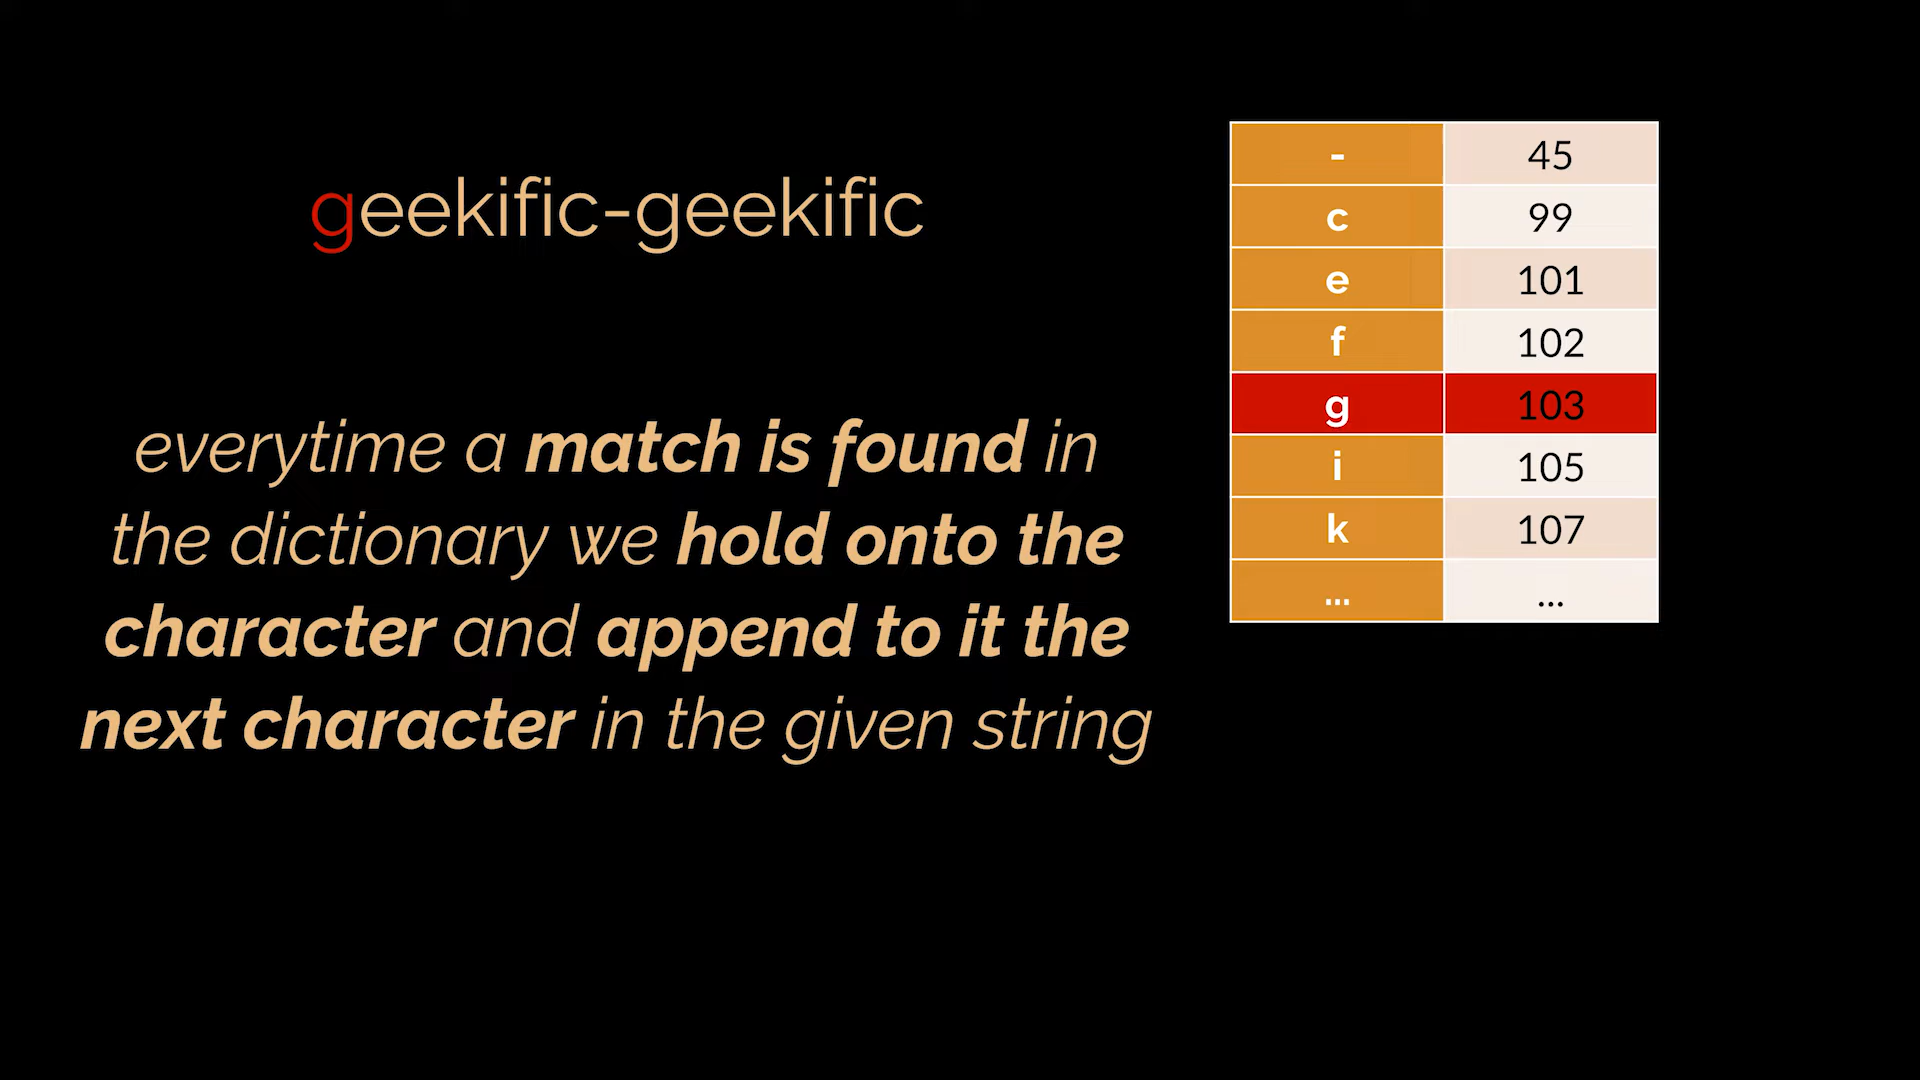 geekific-geekific
everytime a match is found in
the dictionary we hold onto the
character and append to it the
next character in the given string
- 45
c 99
e 101
f 102
g 103
i 105
k 107
... ...